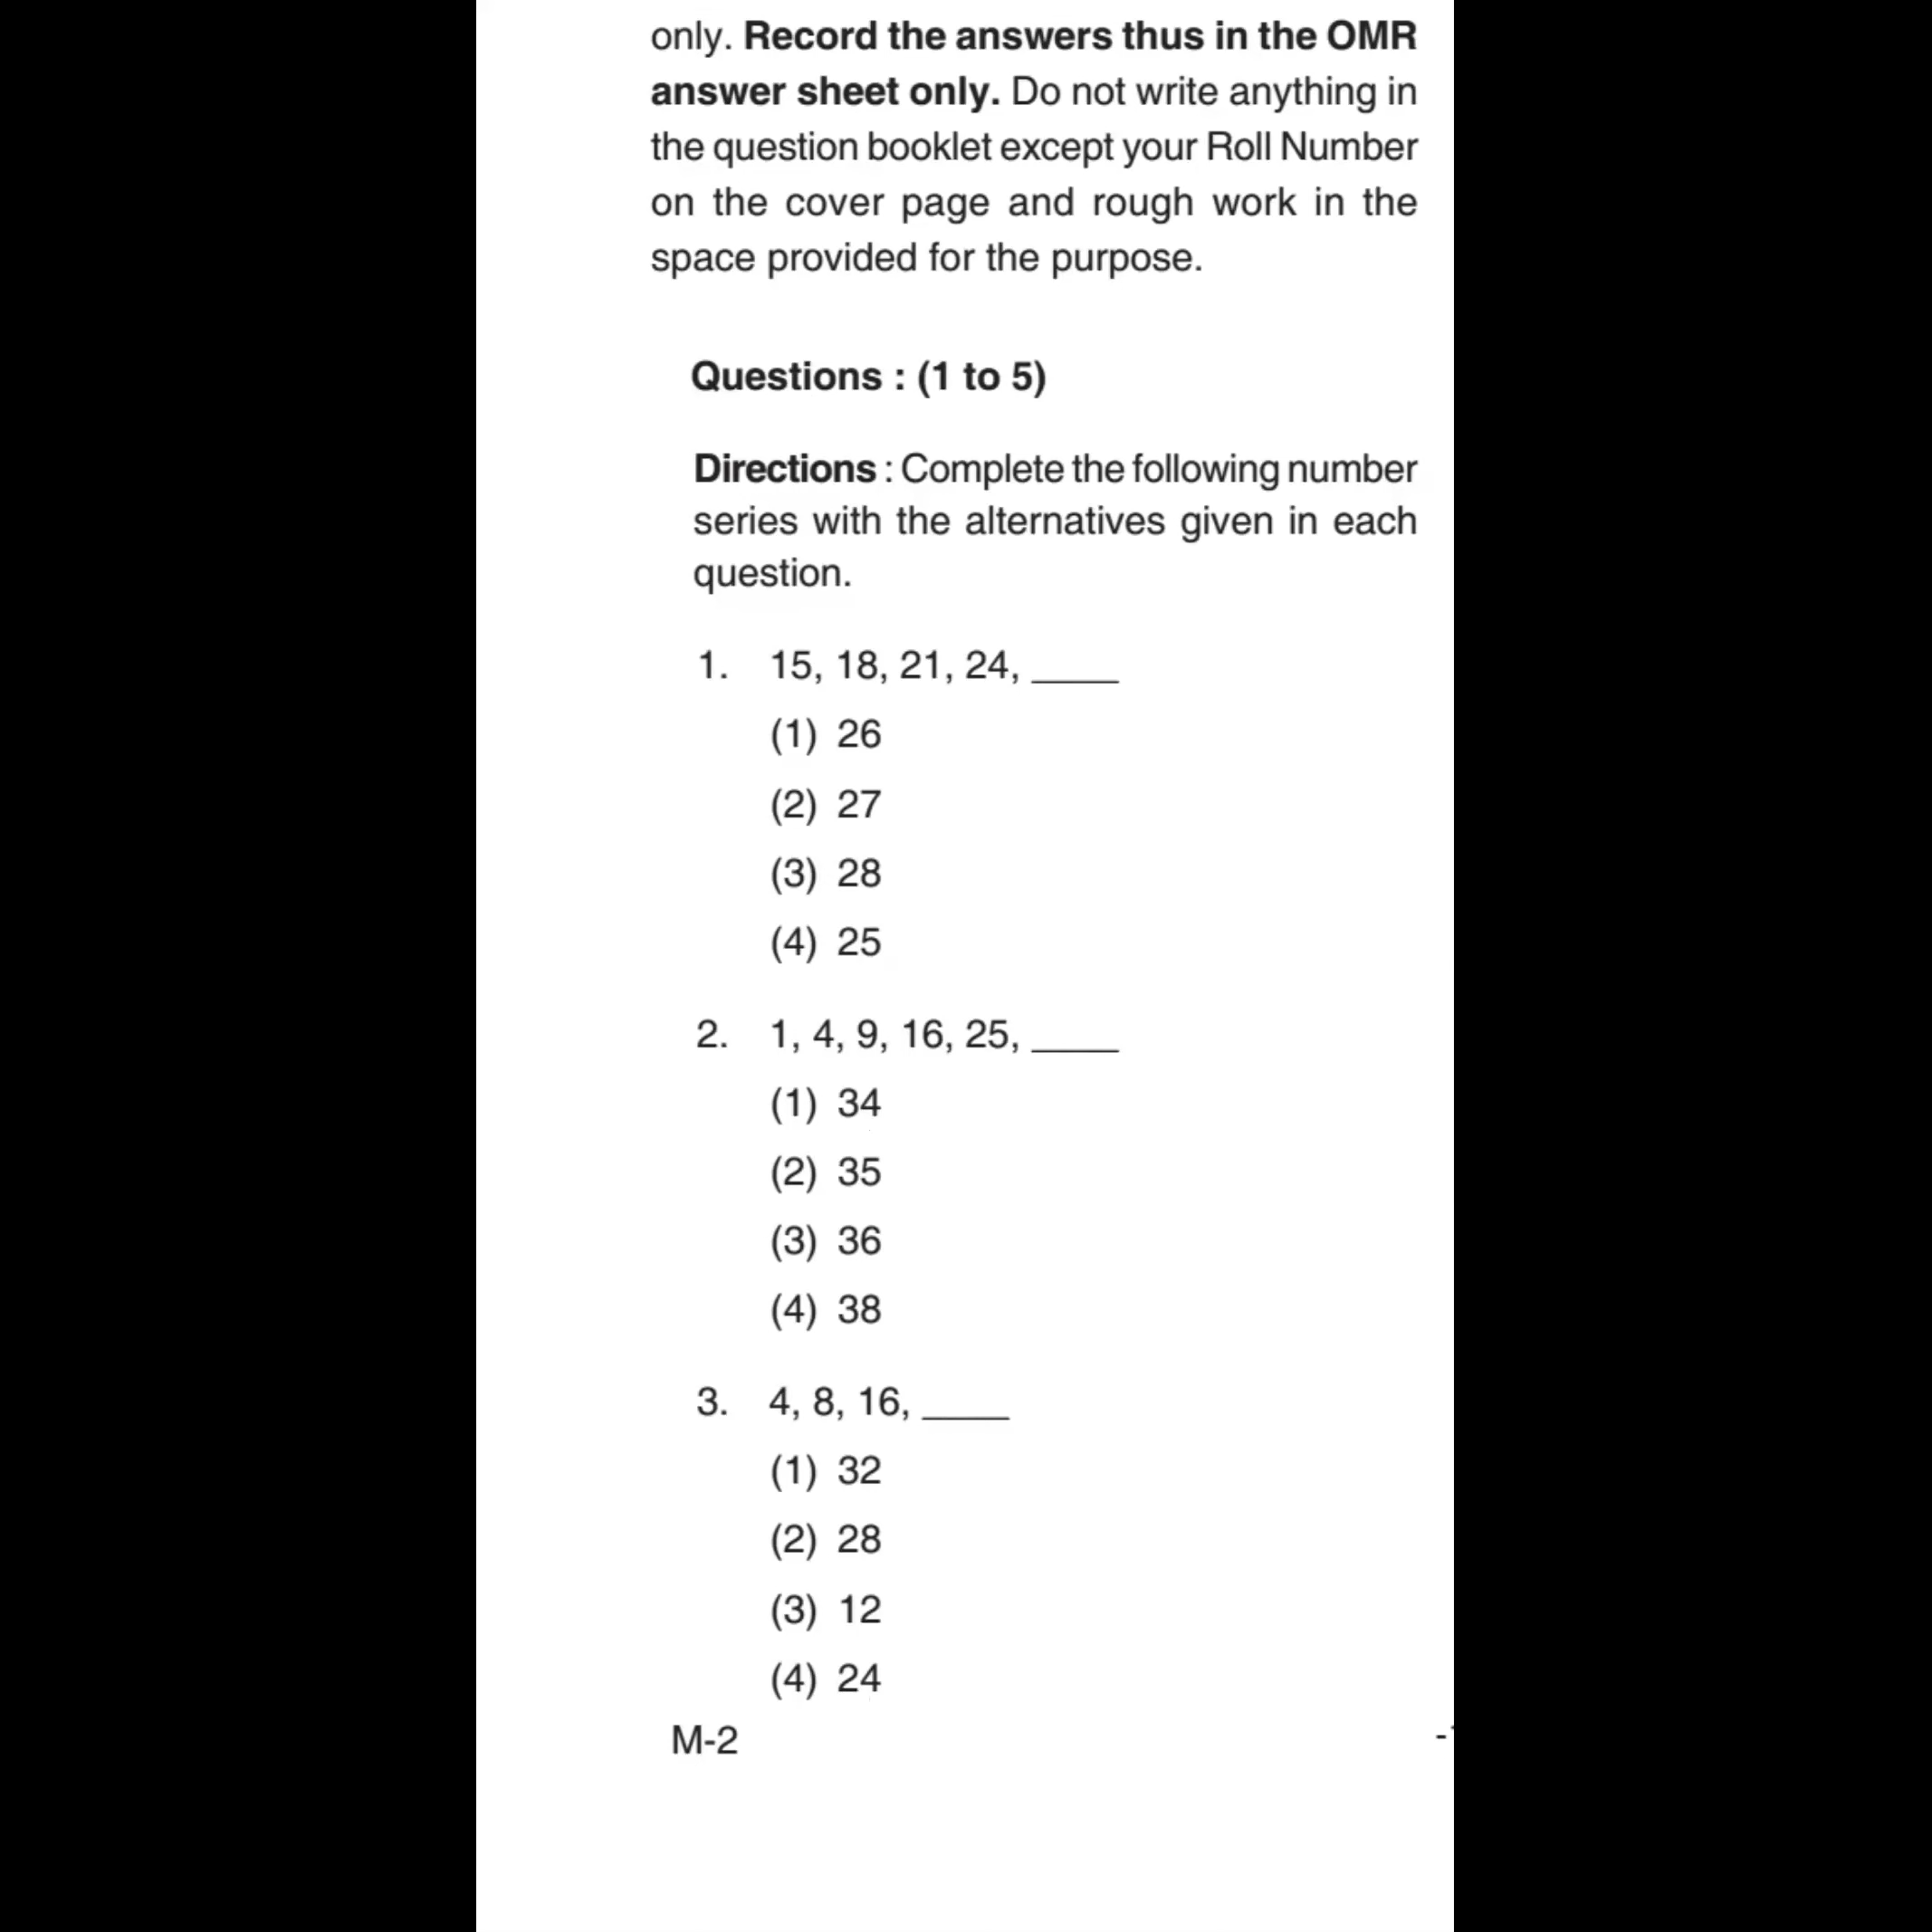 only. Record the answers thus in the OMR
answer sheet only. Do not write anything in
the question booklet except your Roll Number
on the cover page and rough work in the
space provided for the purpose.
Questions : (1 to 5)
Directions : Complete the following number
series with the alternatives given in each
question.
1. 15, 18, 21, 24, ____
(1) 26
(2) 27
(3) 28
(4) 25
2. 1, 4, 9, 16, 25, ____
(1) 34
(2) 35
(3) 36
(4) 38
3. 4, 8, 16, ____
(1) 32
(2) 28
(3) 12
(4) 24
M-2